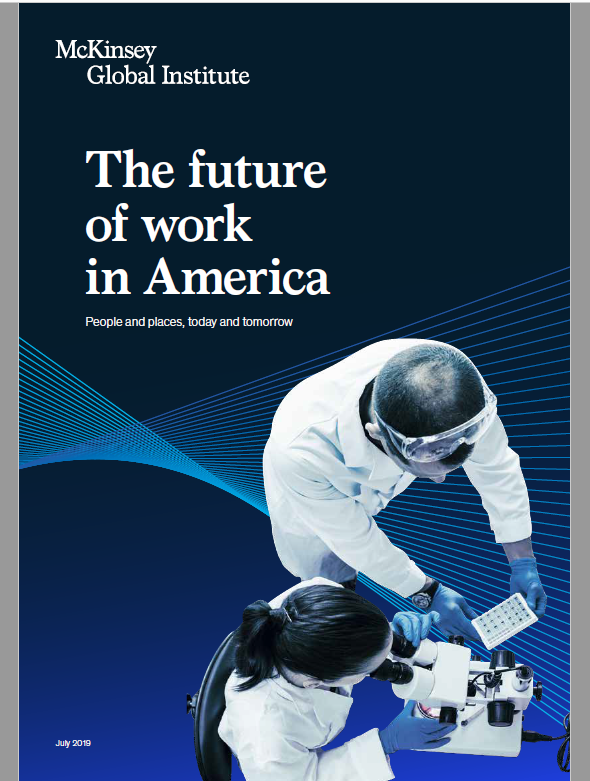 McKinsey
Global Institute
The future
of work
in America
People and places, today and tomorrow
July 2019